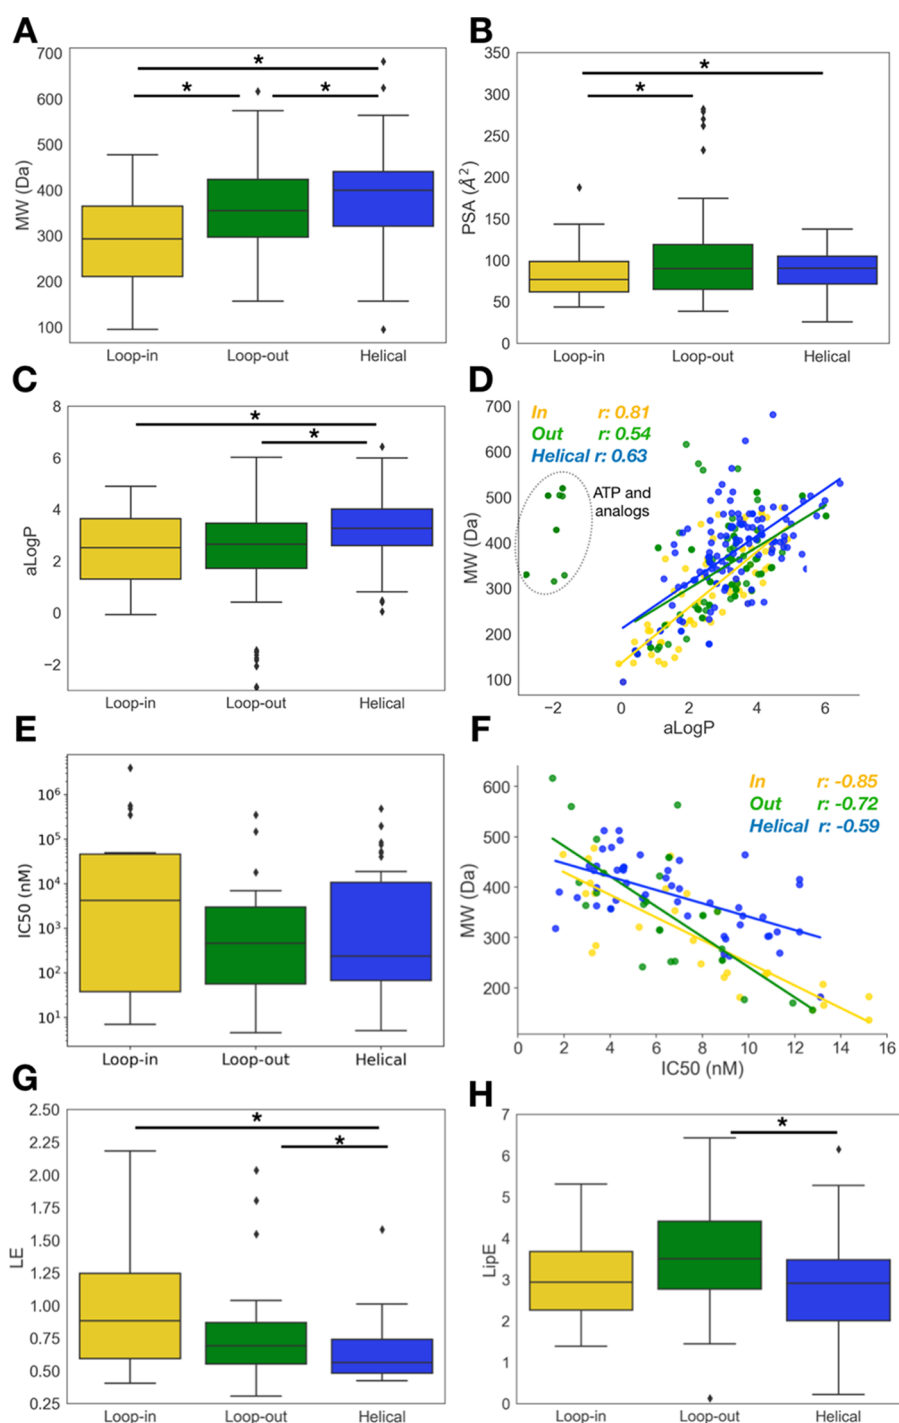 A
700
600
500
400
300
200
100
MW (Da)
*
*
*
Loop-in
Loop-out
Helical
B
350
300
250
200
150
100
50
0
PSA (Å²)
*
*
Loop-in
Loop-out
Helical
C
8
6
4
2
0
−2
aLogP
*
*
Loop-in
Loop-out
Helical
D
In r: 0.81
Out r: 0.54
Helical r: 0.63
ATP and
analogs
700
600
500
400
300
200
100
MW (Da)
−2
0
2
4
6
aLogP
E
10⁶
10⁵
10⁴
10³
10²
10¹
IC50 (nM)
Loop-in
Loop-out
Helical
F
In r: -0.85
Out r: -0.72
Helical r: -0.59
600
500
400
300
200
MW (Da)
0
2
4
6
8
10
12
14
16
IC50 (nM)
G
2.50
2.25
2.00
1.75
1.50
1.25
1.00
0.75
0.50
0.25
LE
*
*
Loop-in
Loop-out
Helical
H
7
6
5
4
3
2
1
0
LipE
*
Loop-in
Loop-out
Helical